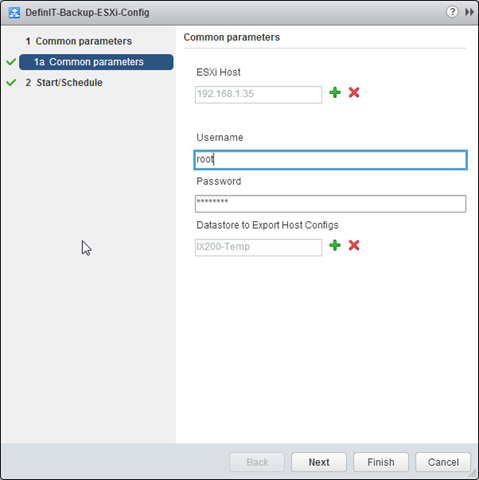 DefinIT-Backup-ESXi-Config
?
1 Common parameters
1a Common parameters
2 Start/Schedule
Common parameters
ESXi Host
192.168.1.35
Username
root
Password
********
Datastore to Export Host Configs
IX200-Temp
Back
Next
Finish
Cancel